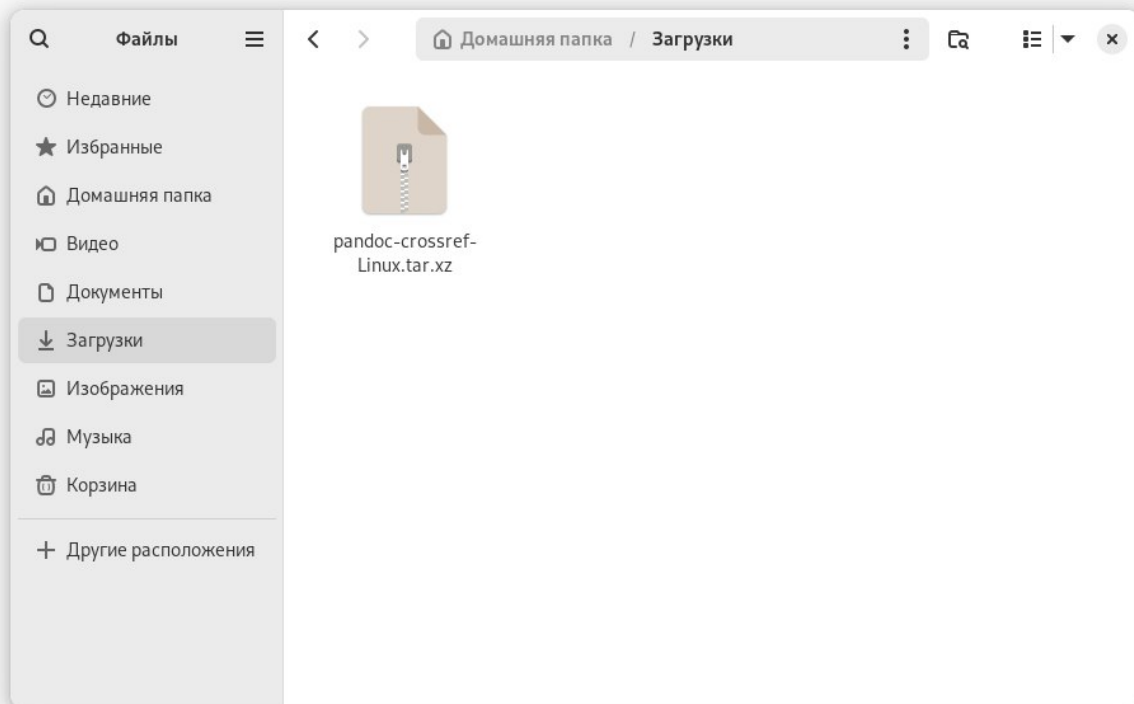 Файлы
Домашняя папка / Загрузки
Недавние
Избранные
Домашняя папка
Видео
Документы
Загрузки
Изображения
Музыка
Корзина
Другие расположения
pandoc-crossref-
Linux.tar.xz